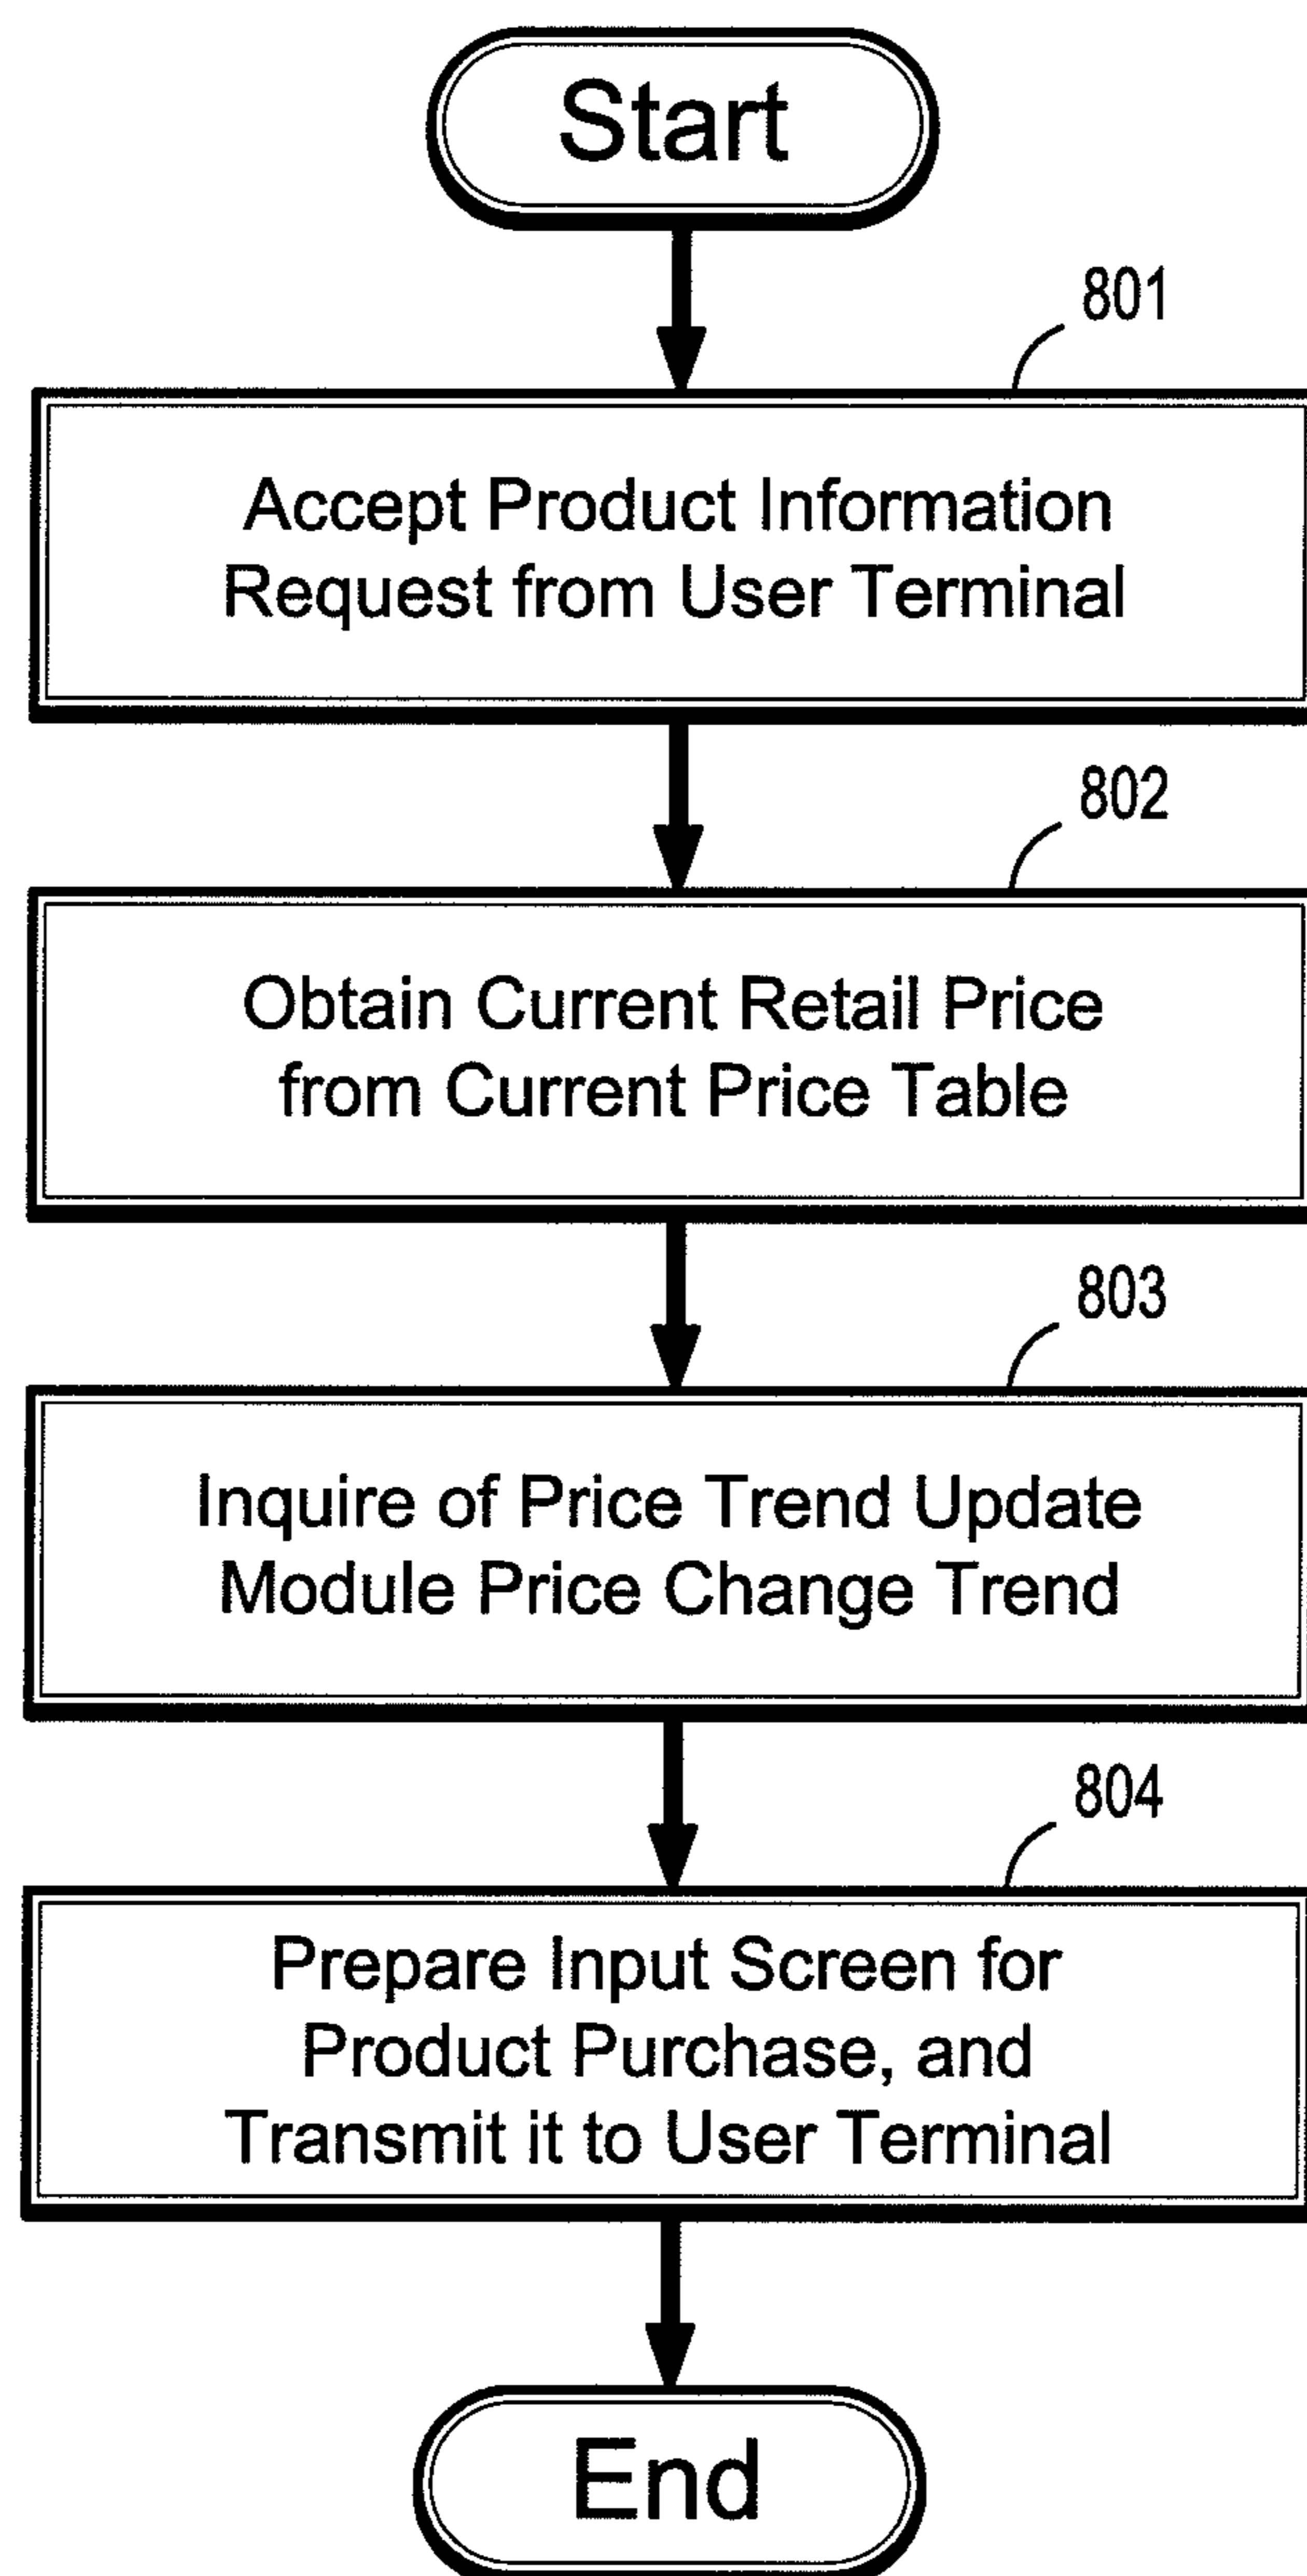 Start
801
Accept Product Information
Request from User Terminal
802
Obtain Current Retail Price
from Current Price Table
803
Inquire of Price Trend Update
Module Price Change Trend
804
Prepare Input Screen for
Product Purchase, and
Transmit it to User Terminal
End